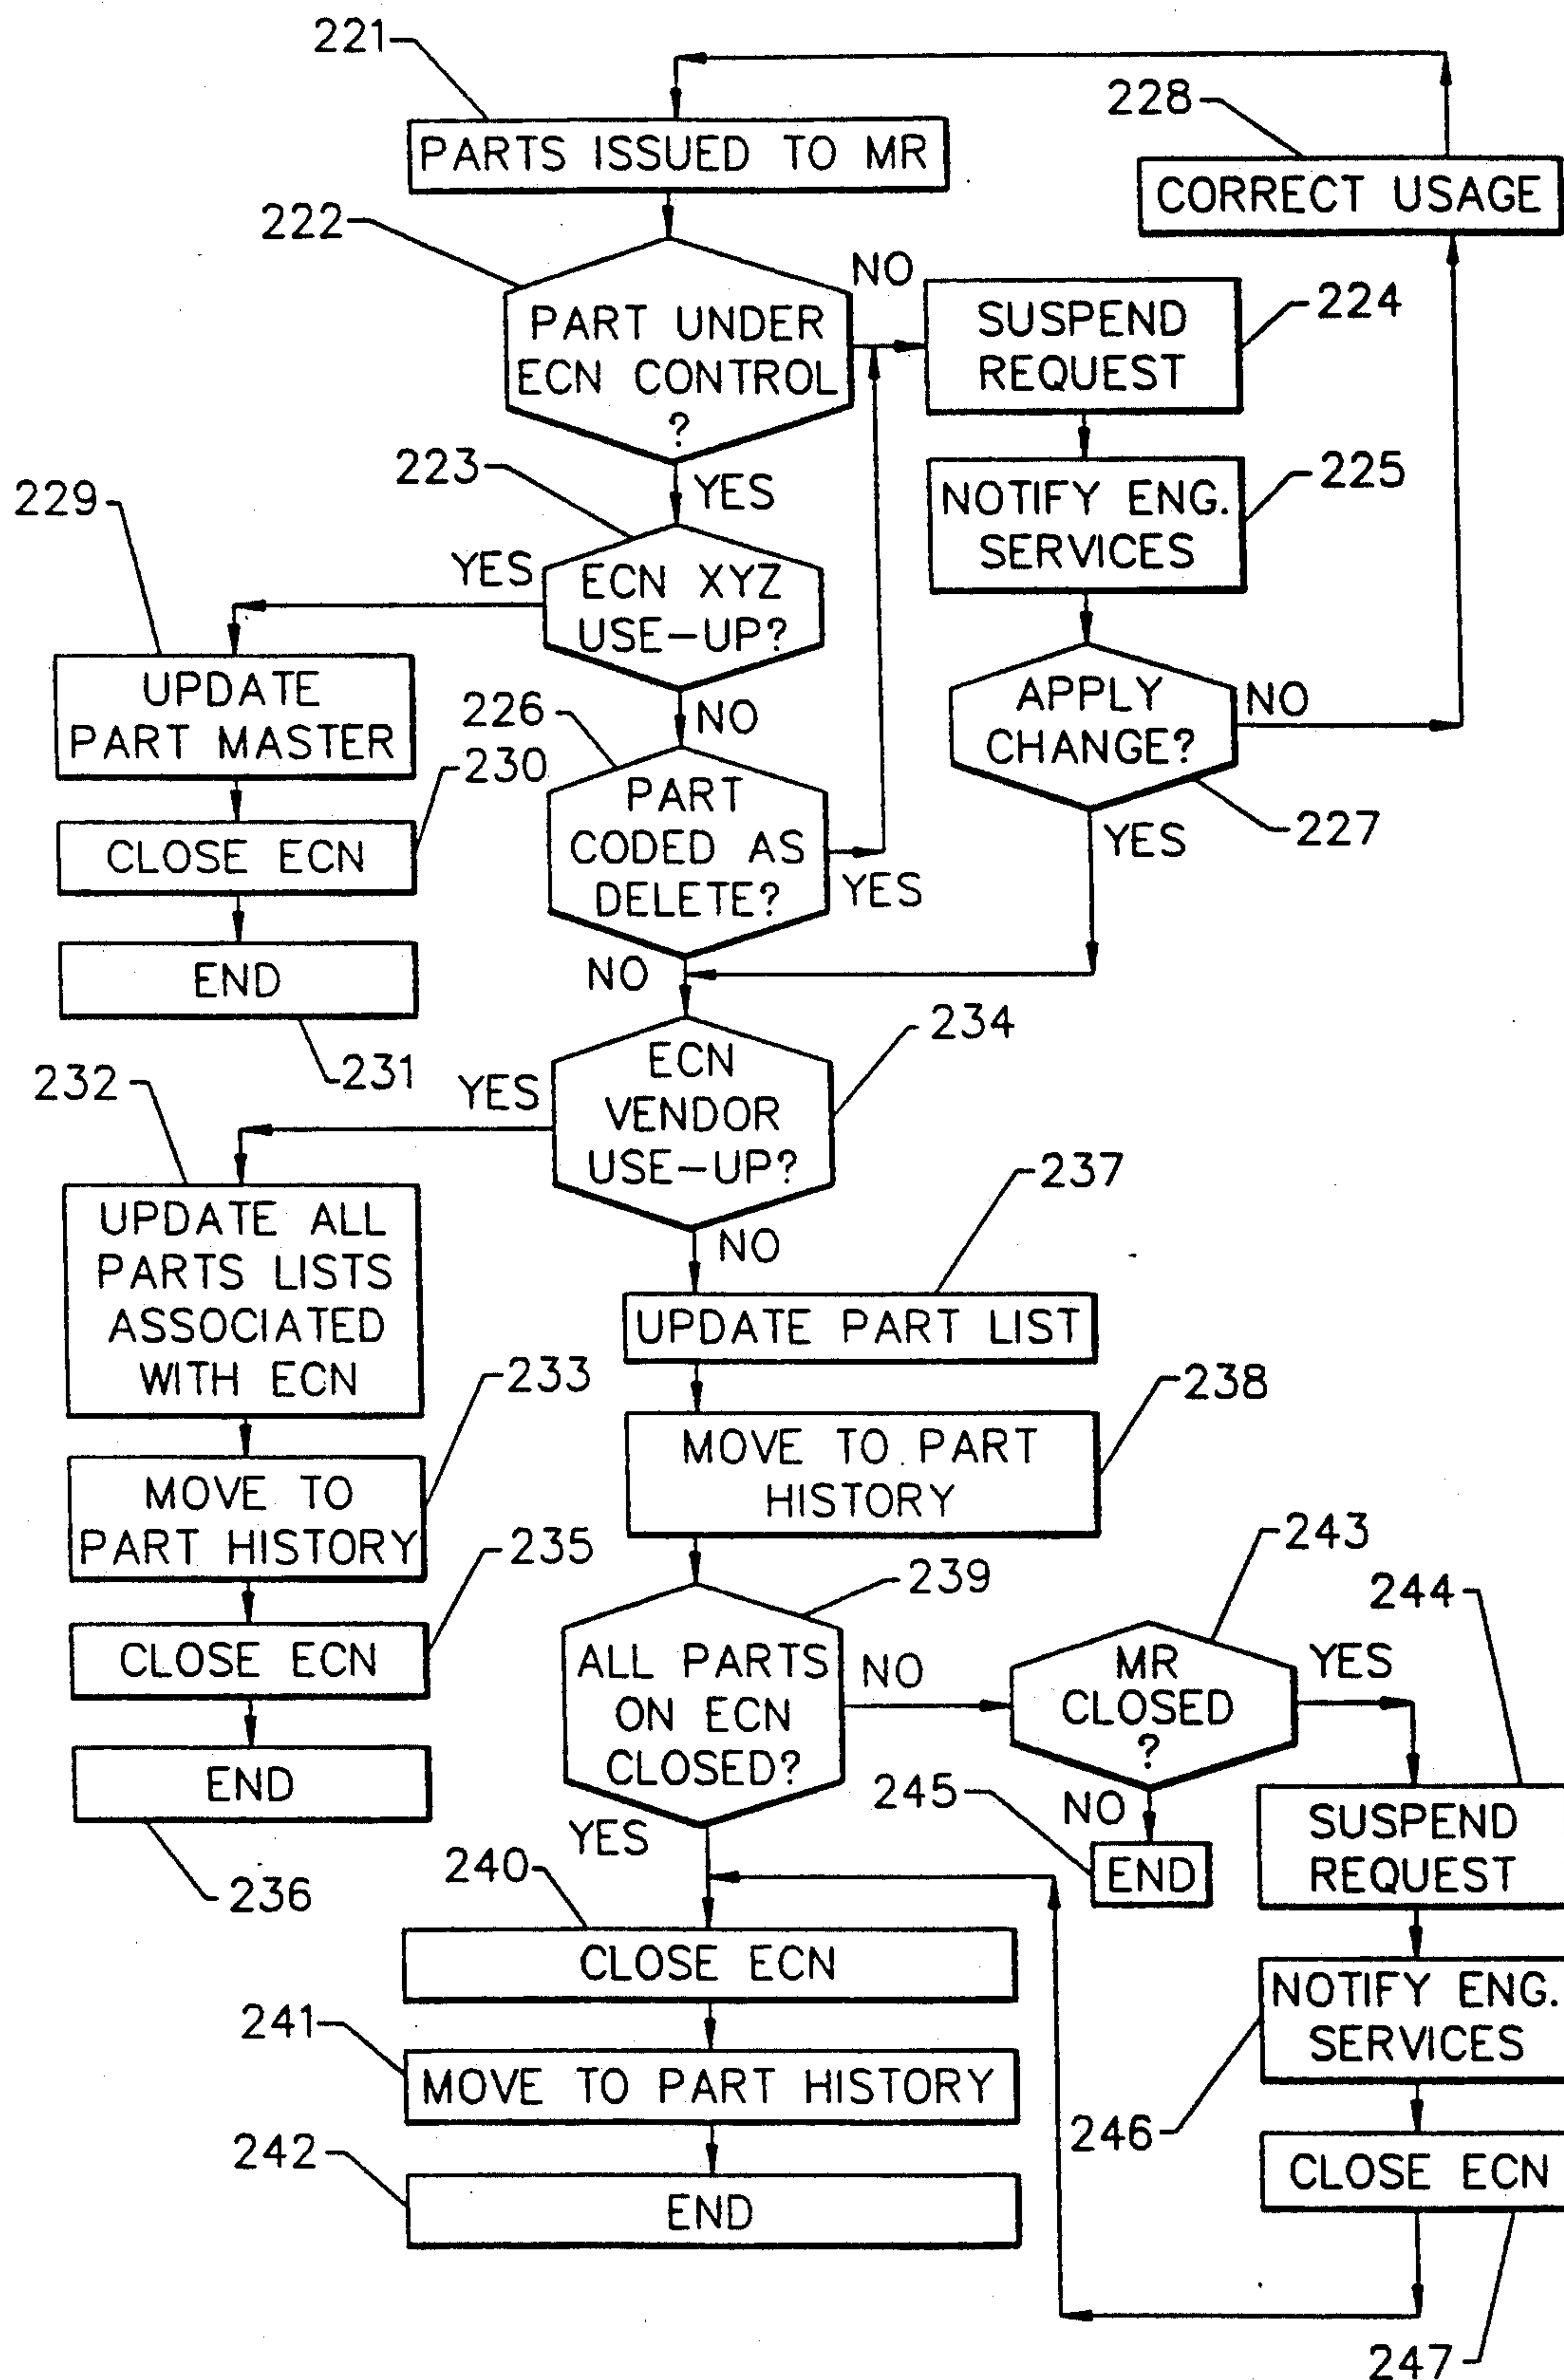 221
PARTS ISSUED TO MR
228
CORRECT USAGE
222
PART UNDER
ECN CONTROL
?
NO
SUSPEND
REQUEST
224
YES
NOTIFY ENG.
SERVICES
225
223
ECN XYZ
USE-UP?
YES
229
UPDATE
PART MASTER
NO
APPLY
CHANGE?
NO
227
YES
226
PART
CODED AS
DELETE?
YES
NO
230
CLOSE ECN
END
231
234
ECN
VENDOR
USE-UP?
YES
232
UPDATE ALL
PARTS LISTS
ASSOCIATED
WITH ECN
NO
237
UPDATE PART LIST
233
MOVE TO
PART HISTORY
238
MOVE TO PART
HISTORY
235
CLOSE ECN
END
236
239
ALL PARTS
ON ECN
CLOSED?
NO
243
MR
CLOSED
?
YES
244
SUSPEND
REQUEST
245
NO
END
YES
240
CLOSE ECN
NOTIFY ENG.
SERVICES
246
241
MOVE TO PART HISTORY
CLOSE ECN
242
END
247